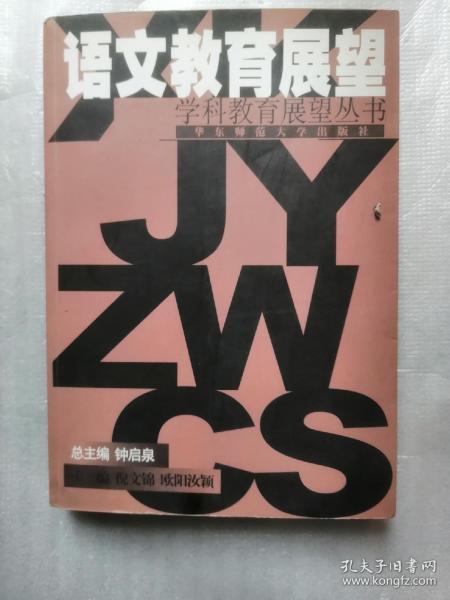 语文教育展望
学科教育展望丛书
华东师范大学出版社
XK
JY
ZW
CS
总主编 钟启泉
主 编 倪文锦 欧阳汝颖
孔夫子旧书网
www.kongfz.com